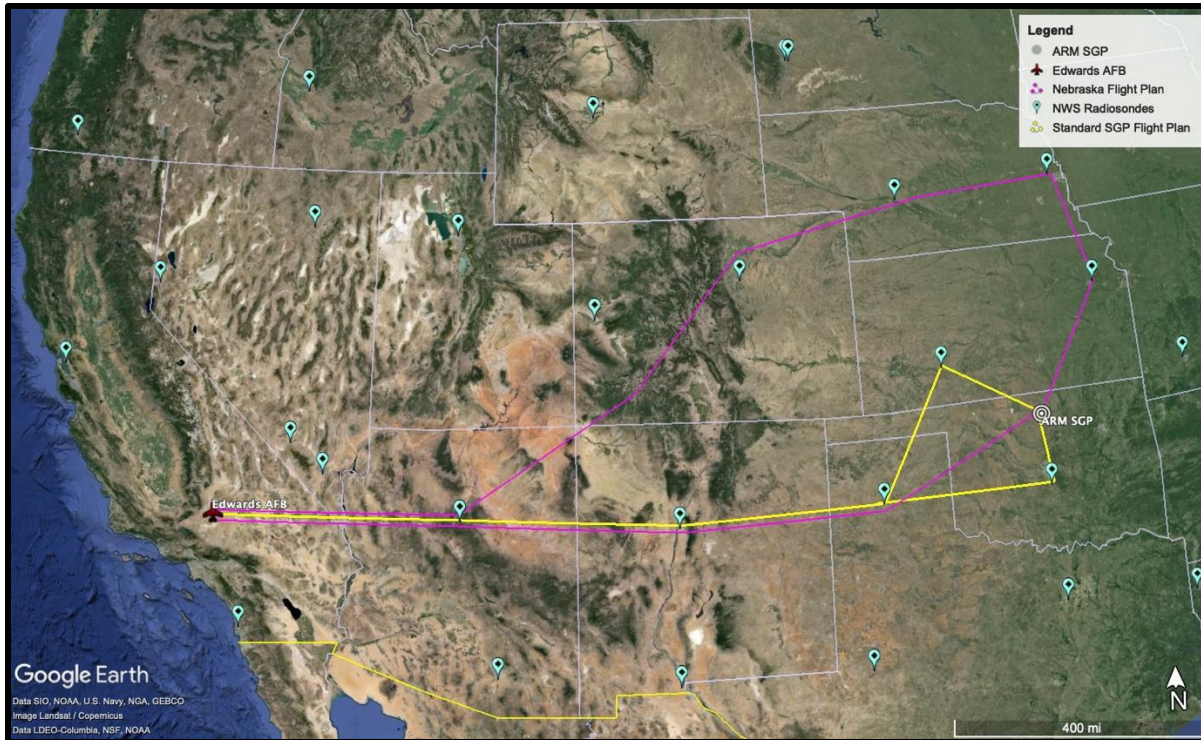 Legend
ARM SGP
Edwards AFB
Nebraska Flight Plan
NWS Radiosondes
Standard SGP Flight Plan
ARM SGP
Edwards AFB
Google Earth
Data SIO, NOAA, U.S. Navy, NGA, GEBCO
Image Landsat / Copernicus
Data LDEO-Columbia, NSF, NOAA
N
400 mi